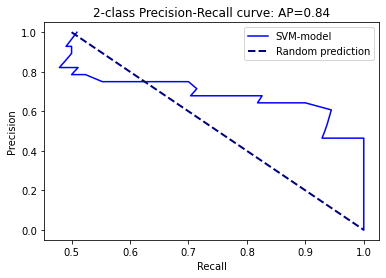 2-class Precision-Recall curve: AP=0.84
SVM-model
Random prediction
Precision
1.0
0.8
0.6
0.4
0.2
0.0
0.5 0.6 0.7 0.8 0.9 1.0
Recall